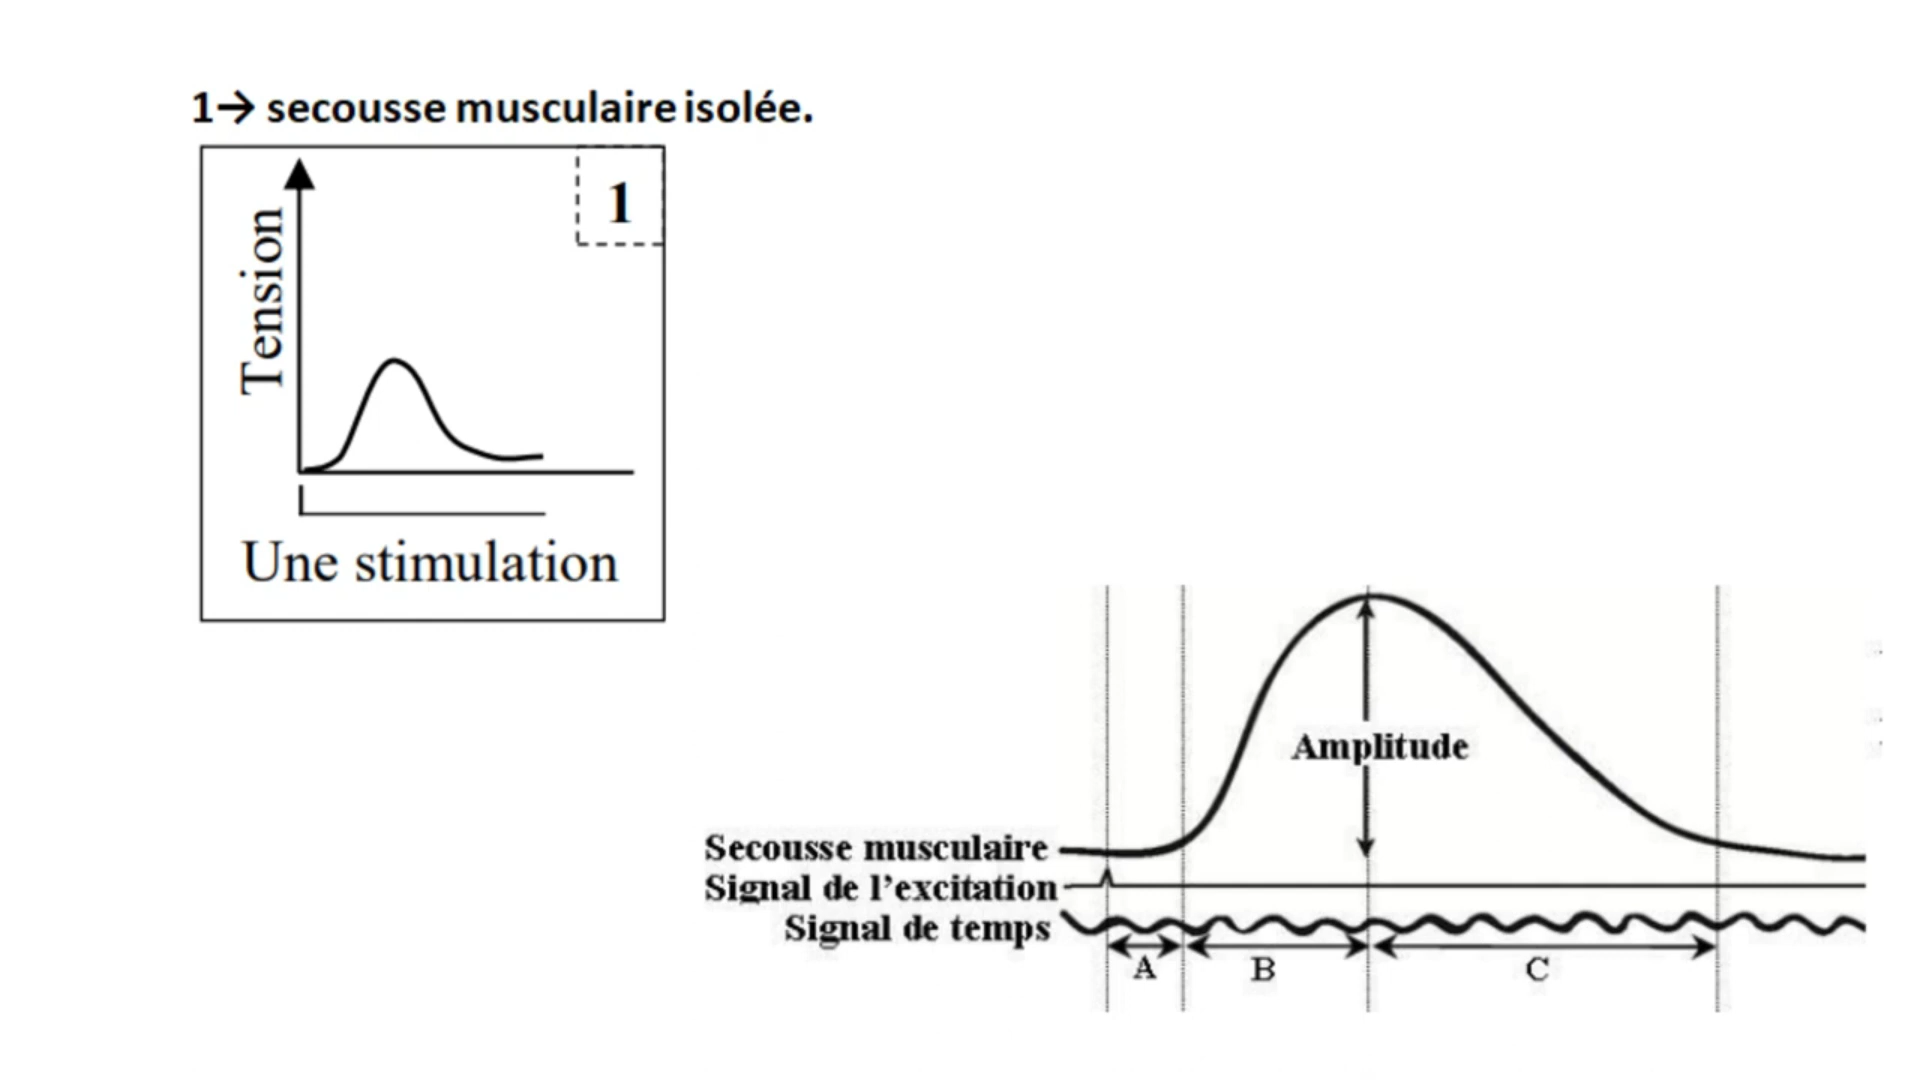 1→ secousse musculaire isolée.
1
Tension
Une stimulation
Amplitude
Secousse musculaire
Signal de l'excitation
Signal de temps
A B C